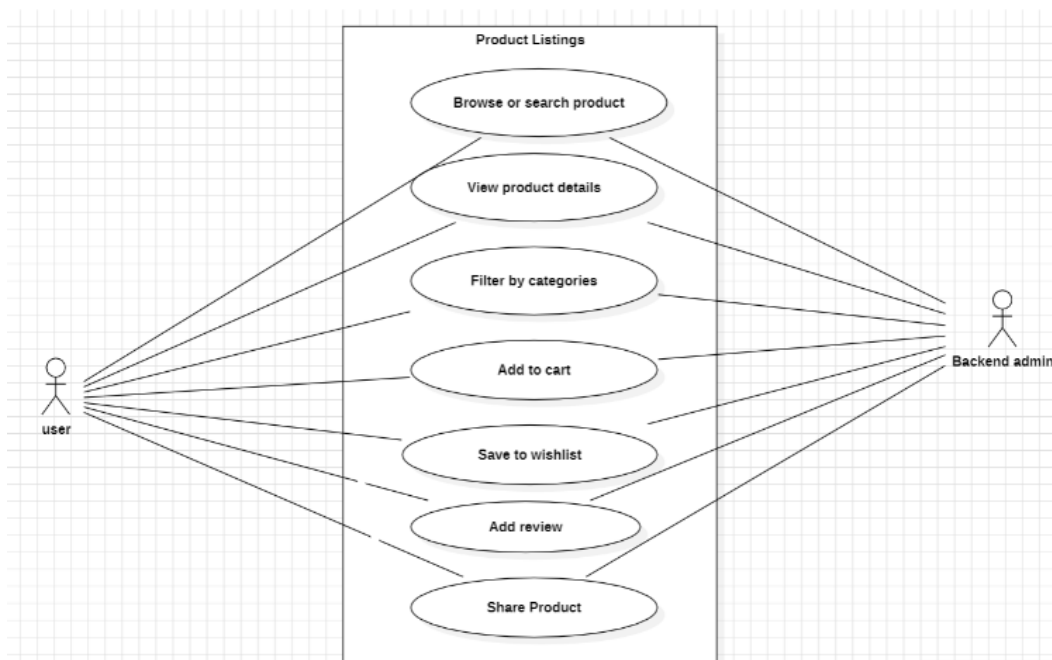 Product Listings
Browse or search product
View product details
Filter by categories
Add to cart
Save to wishlist
Add review
Share Product
user
Backend admin